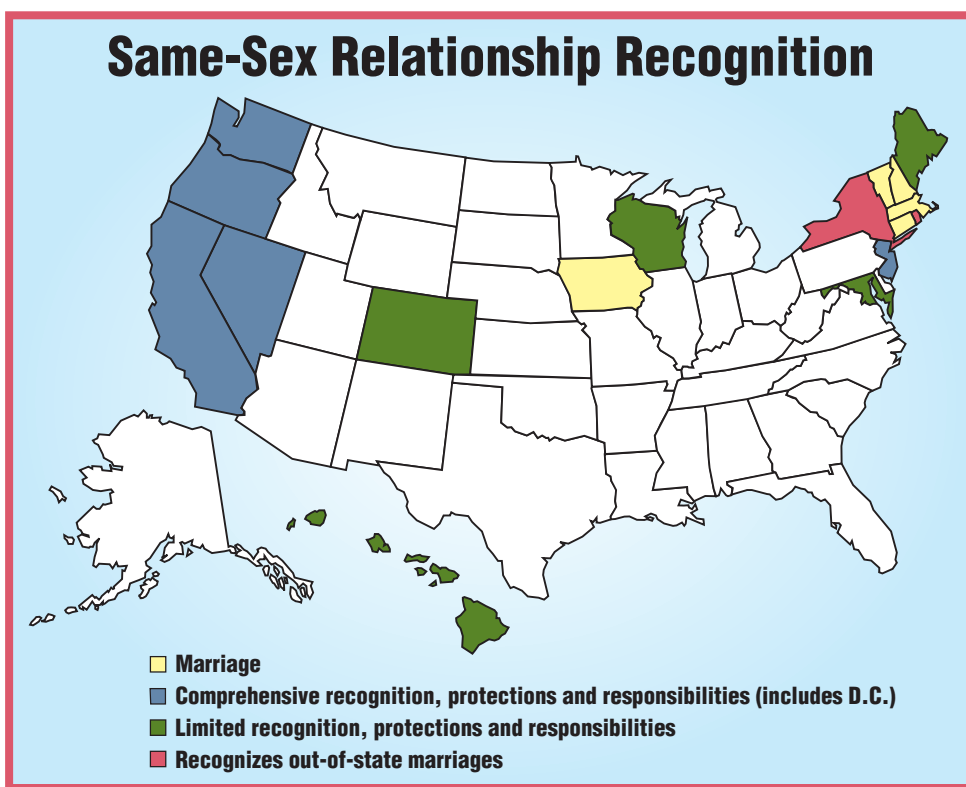 Same-Sex Relationship Recognition
Marriage
Comprehensive recognition, protections and responsibilities (includes D.C.)
Limited recognition, protections and responsibilities
Recognizes out-of-state marriages